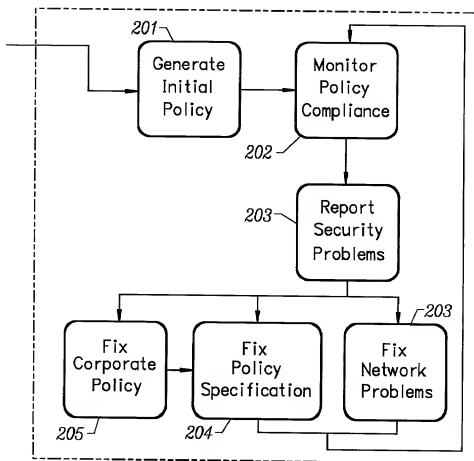 201
Generate
Initial
Policy
Monitor
Policy
Compliance
202
203
Report
Security
Problems
203
Fix
Corporate
Policy
Fix
Policy
Specification
Fix
Network
Problems
205
204